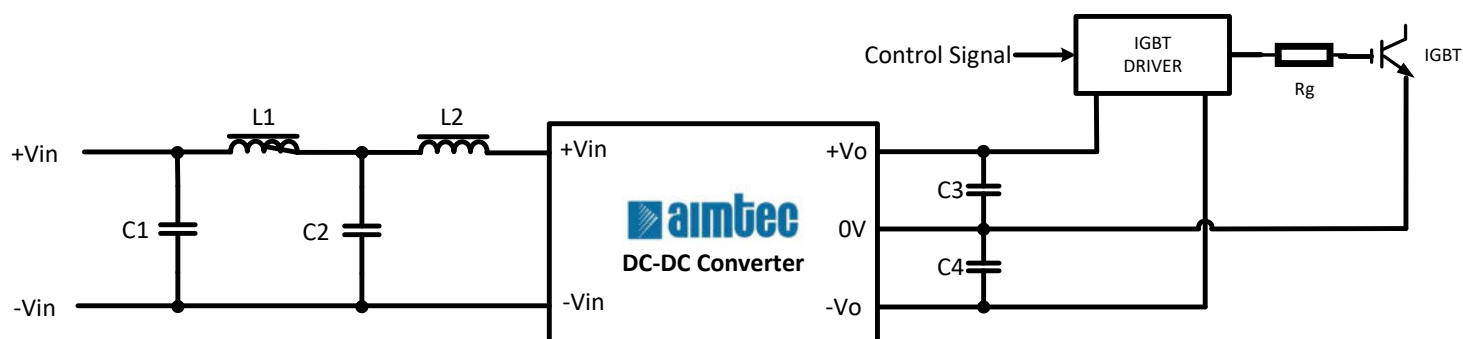 Control Signal
IGBT
DRIVER
Rg
IGBT
L1
L2
+Vin
-Vin
C1
C2
+Vin
-Vin
aimtec
DC-DC Converter
+Vo
0V
-Vo
C3
C4